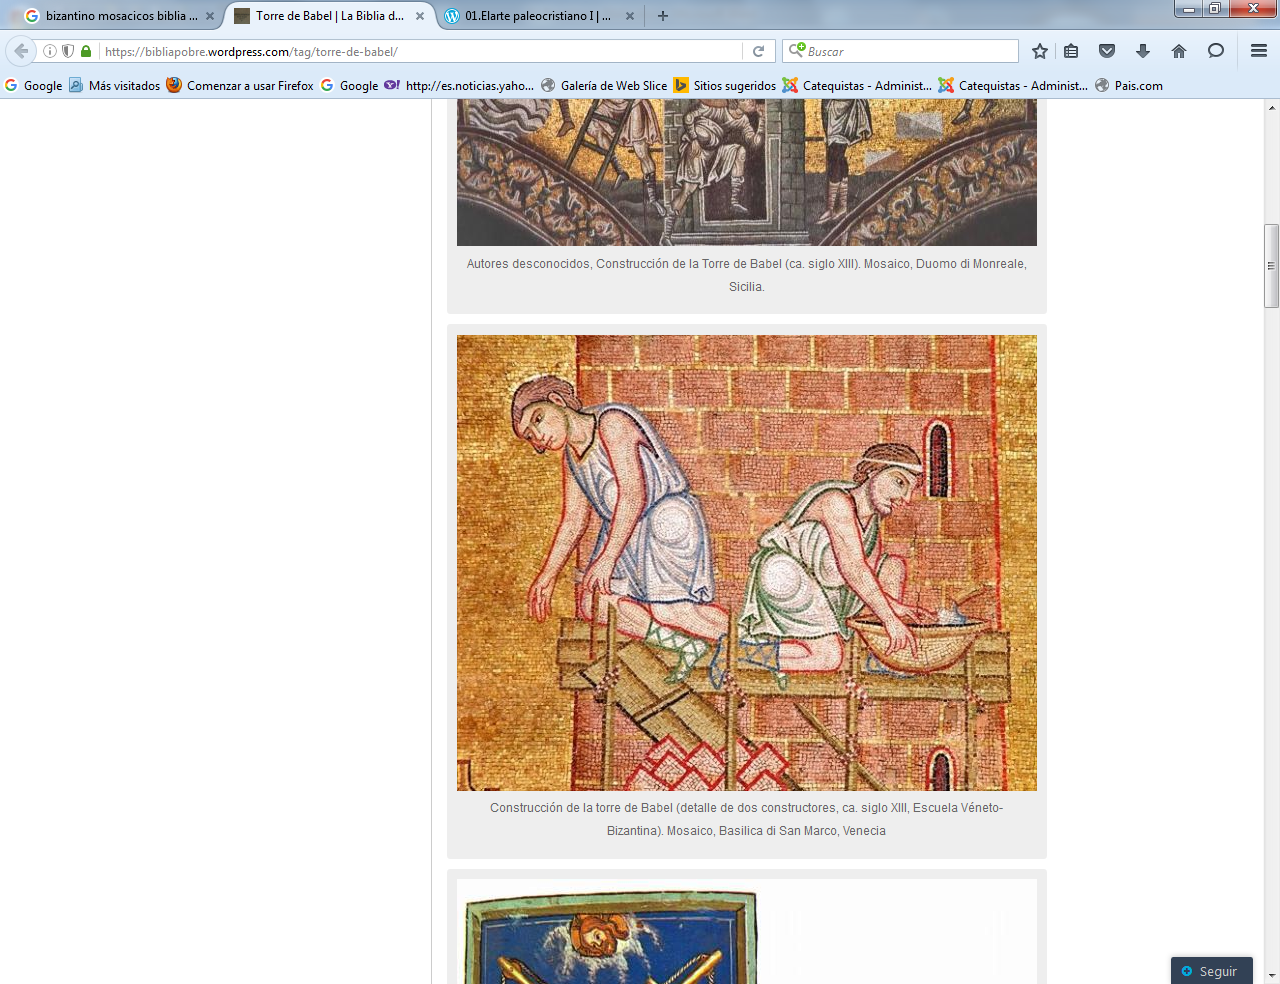 bizantino mosacicos biblia ...
Torre de Babel | La Biblia d...
01.Elarte paleocristiano I | ...
https://bibliapobre.wordpress.com/tag/torre-de-babel/
Buscar
Google
Más visitados
Comenzar a usar Firefox
Google
http://es.noticias.yaho...
Galería de Web Slice
Sitios sugeridos
Catequistas - Administ...
Catequistas - Administ...
Pais.com
Autores desconocidos, Construcción de la Torre de Babel (ca. siglo XIII). Mosaico, Duomo di Monreale,
Sicilia.
Construcción de la torre de Babel (detalle de dos constructores, ca. siglo XIII, Escuela Véneto-
Bizantina). Mosaico, Basilica di San Marco, Venecia
Seguir